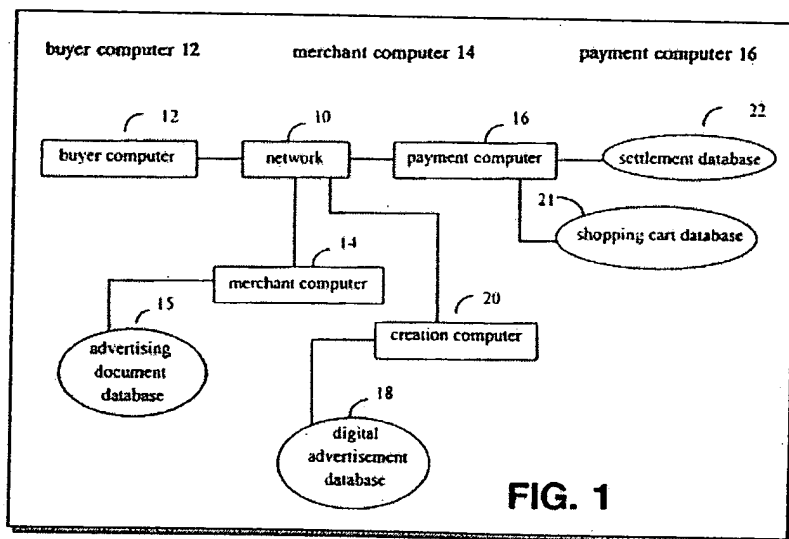 buyer computer 12 merchant computer 14 payment computer 16
12 10 16 22
buyer computer network payment computer settlement database
21
shopping cart database
14
merchant computer
15
advertising
document
database
20
creation computer
18
digital
advertisement
database
FIG. 1